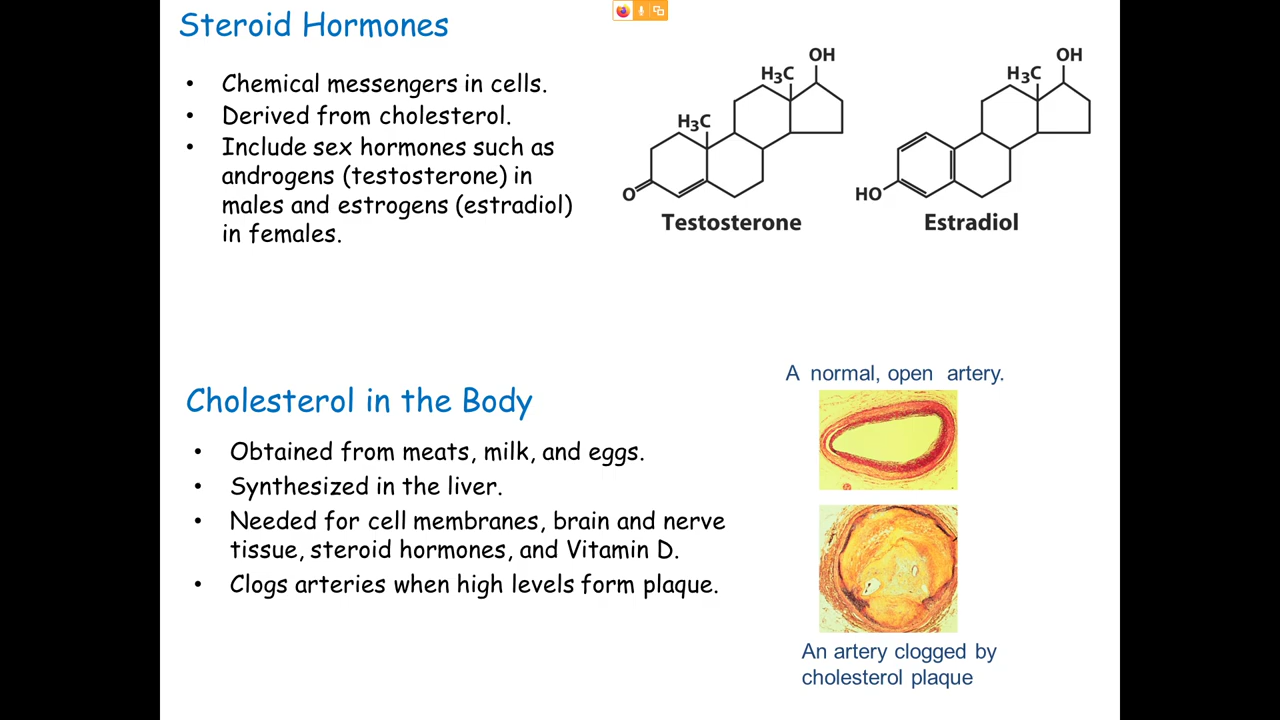 Steroid Hormones
• Chemical messengers in cells.
• Derived from cholesterol.
• Include sex hormones such as
androgens (testosterone) in
males and estrogens (estradiol)
in females.
OH
H₃C
H₃C
O
Testosterone
OH
H₃C
HO
Estradiol
Cholesterol in the Body
• Obtained from meats, milk, and eggs.
• Synthesized in the liver.
• Needed for cell membranes, brain and nerve
tissue, steroid hormones, and Vitamin D.
• Clogs arteries when high levels form plaque.
A normal, open artery.
An artery clogged by
cholesterol plaque